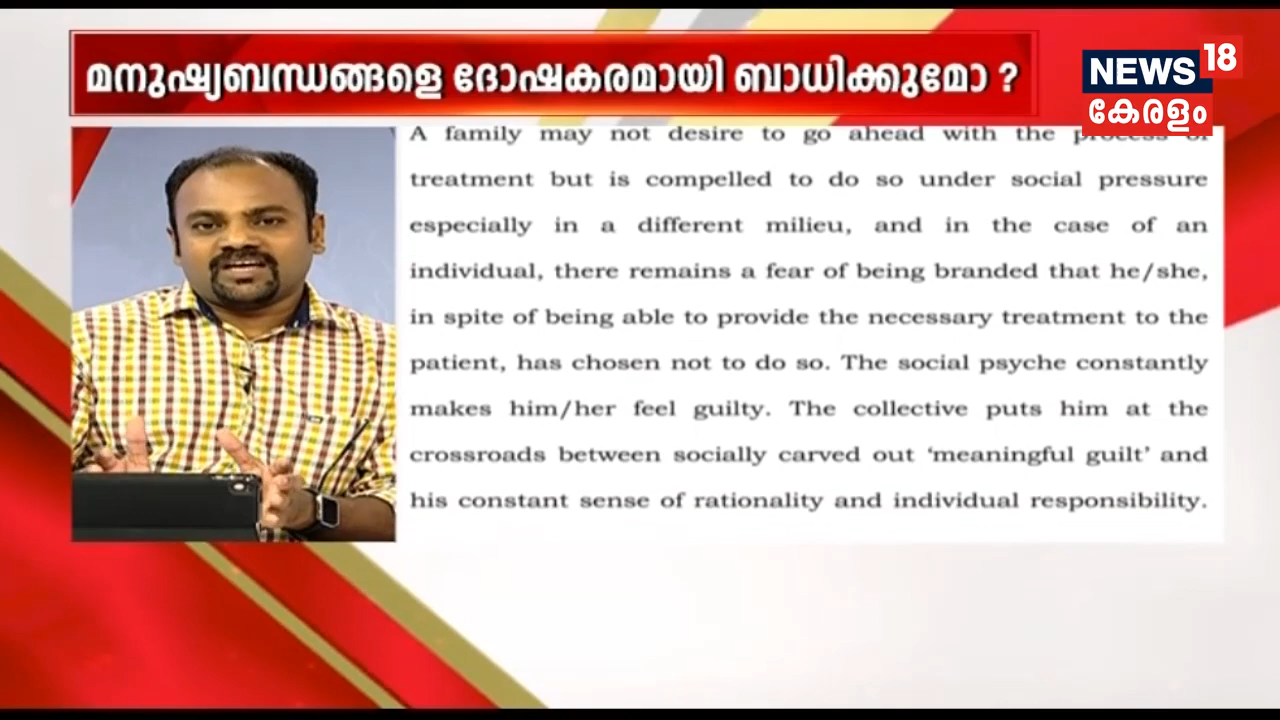 മനുഷ്യബന്ധങ്ങളെ ദോഷകരമായി ബാധിക്കുമോ ?
NEWS 18
കേരളം
A family may not desire to go ahead with the process of
treatment but is compelled to do so under social pressure
especially in a different milieu, and in the case of an
individual, there remains a fear of being branded that he/she,
in spite of being able to provide the necessary treatment to the
patient, has chosen not to do so. The social psyche constantly
makes him/her feel guilty. The collective puts him at the
crossroads between socially carved out ‘meaningful guilt’ and
his constant sense of rationality and individual responsibility.